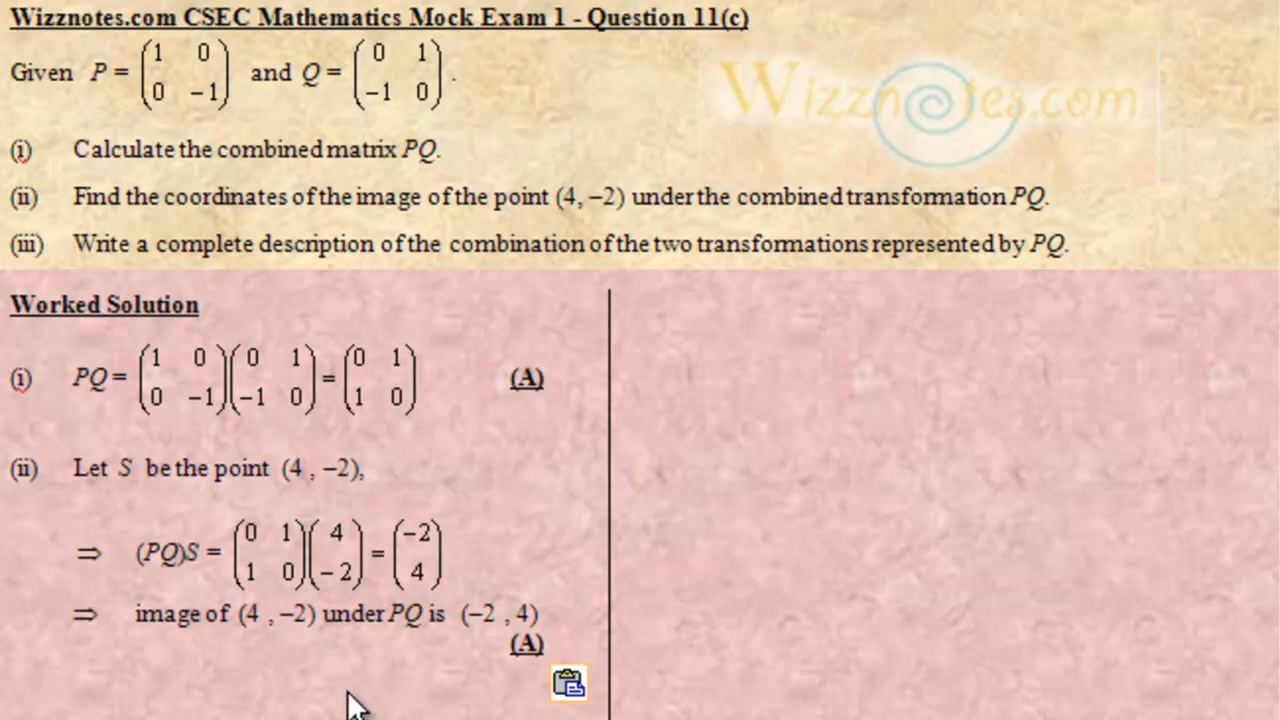 Wizznotes.com CSEC Mathematics Mock Exam 1 - Question 11(c)
Given P = (1 0 0 −1) and Q = (0 1 −1 0) .
Wizznotes.com
(i) Calculate the combined matrix PQ.
(ii) Find the coordinates of the image of the point (4, −2) under the combined transformation PQ.
(iii) Write a complete description of the combination of the two transformations represented by PQ.
Worked Solution
(i) PQ = (1 0 0 −1)(0 1 −1 0) = (0 1 1 0) (A)
(ii) Let S be the point (4 , −2),
⇒ (PQ)S = (0 1 1 0)(4 −2) = (−2 4)
⇒ image of (4 , −2) under PQ is (−2 , 4)
(A)